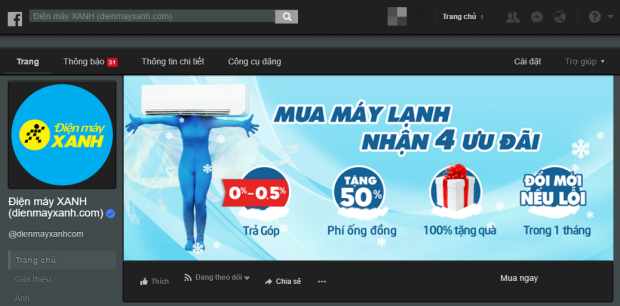 Điện máy XANH (dienmayxanh.com)
Trang chủ
Trang
Thông báo 31
Thông tin chi tiết
Công cụ đăng
Cài đặt
Trợ giúp
Điện máy
XANH
MUA MÁY LẠNH
NHẬN 4 ƯU ĐÃI
0%-0,5%
Trả Góp
TẶNG
50%
Phí ống đồng
100% tặng quà
ĐỔI MỚI
NẾU LỖI
Trong 1 tháng
Điện máy XANH
(dienmayxanh.com)
@dienmayxanhcom
Trang chủ
Giới thiệu
Ảnh
Thích
Đang theo dõi
Chia sẻ
Mua ngay